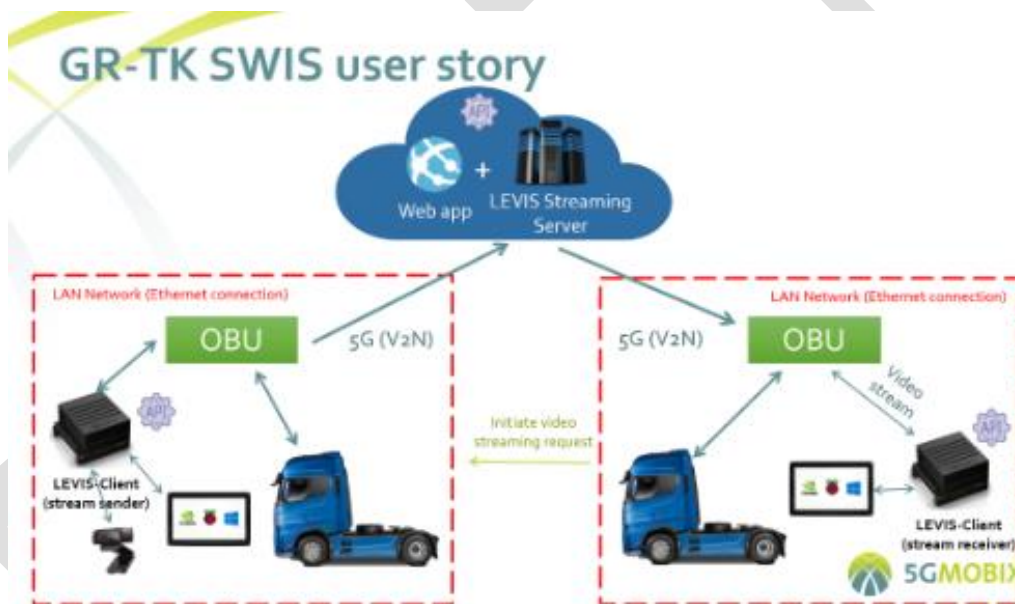 GR-TK SWIS user story
API
Web app
+
LEVIS Streaming
Server
LAN Network (Ethernet connection)
OBU
5G (V2N)
API
LEVIS-Client
(stream sender)
Initiate video
streaming request
LAN Network (Ethernet connection)
5G (V2N)
OBU
Video
stream
API
LEVIS-Client
(stream receiver)
5GMOBIX